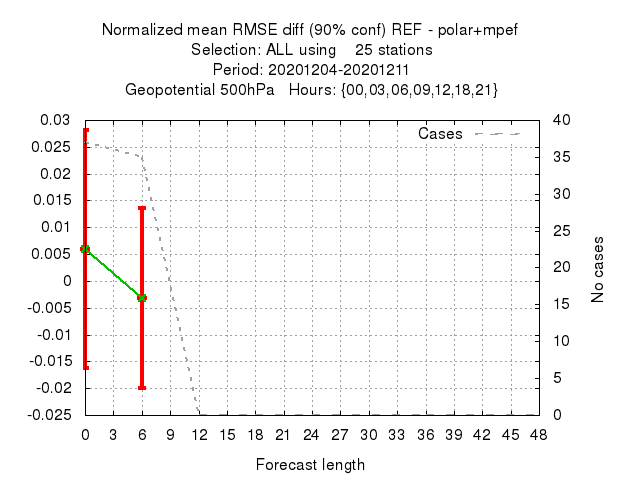 Normalized mean RMSE diff (90% conf) REF - polar+mpef
Selection: ALL using    25 stations
Period: 20201204-20201211
Geopotential 500hPa   Hours: {00,03,06,09,12,18,21}
Cases
0.03
0.025
0.02
0.015
0.01
0.005
0
-0.005
-0.01
-0.015
-0.02
-0.025
40
35
30
25
20
15
10
5
0
No cases
0 3 6 9 12 15 18 21 24 27 30 33 36 39 42 45 48
Forecast length